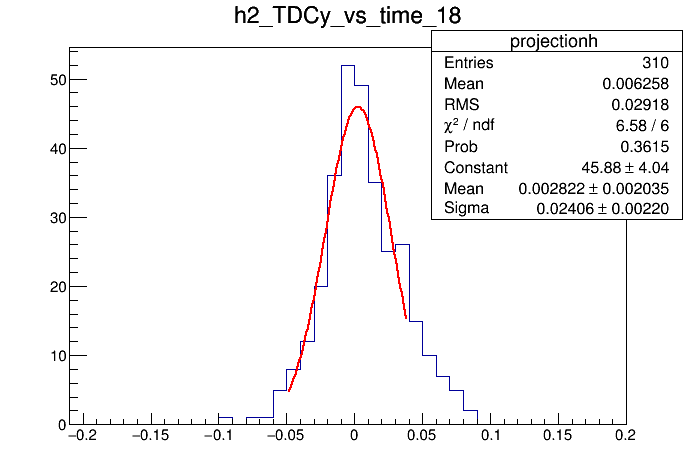 h2_TDCy_vs_time_18
projectionh
Entries 310
Mean 0.006258
RMS 0.02918
χ² / ndf 6.58 / 6
Prob 0.3615
Constant 45.88 ± 4.04
Mean 0.002822 ± 0.002035
Sigma 0.02406 ± 0.00220
50
40
30
20
10
0
−0.2 −0.15 −0.1 −0.05 0 0.05 0.1 0.15 0.2